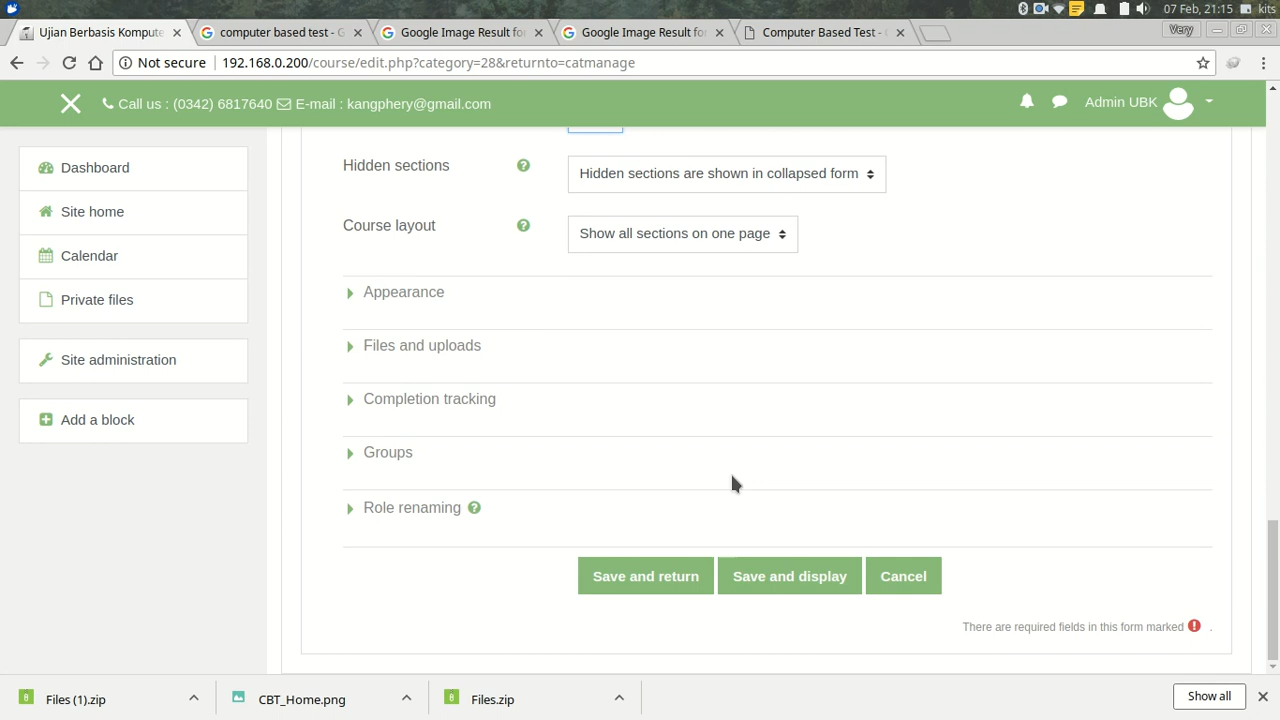 07 Feb, 21:15 kits
Ujian Berbasis Kompute
computer based test - G
Google Image Result fo
Google Image Result for
Computer Based Test -
Very
Not secure 192.168.0.200/course/edit.php?category=28&returnto=catmanage
Call us : (0342) 6817640 E-mail : kangphery@gmail.com
Admin UBK
Dashboard
Site home
Calendar
Private files
Site administration
Add a block
Hidden sections
Hidden sections are shown in collapsed form
Course layout
Show all sections on one page
Appearance
Files and uploads
Completion tracking
Groups
Role renaming
Save and return
Save and display
Cancel
There are required fields in this form marked .
Files (1).zip
CBT_Home.png
Files.zip
Show all